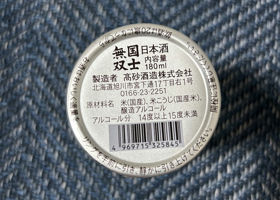 無国
双士
日本酒
内容量
180ml
製造者 高砂酒造株式会社
北海道旭川市宮下通17丁目右1号
0166-23-2251
原材料名 米(国産)、米こうじ(国産米)、
醸造アルコール
アルコール分 14度以上15度未満
4 969715 325845